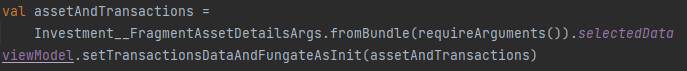 val assetAndTransactions =
Investment__FragmentAssetDetailsArgs.fromBundle(requireArguments()).selectedData
viewModel.setTransactionsDataAndFungateAsInit(assetAndTransactions)